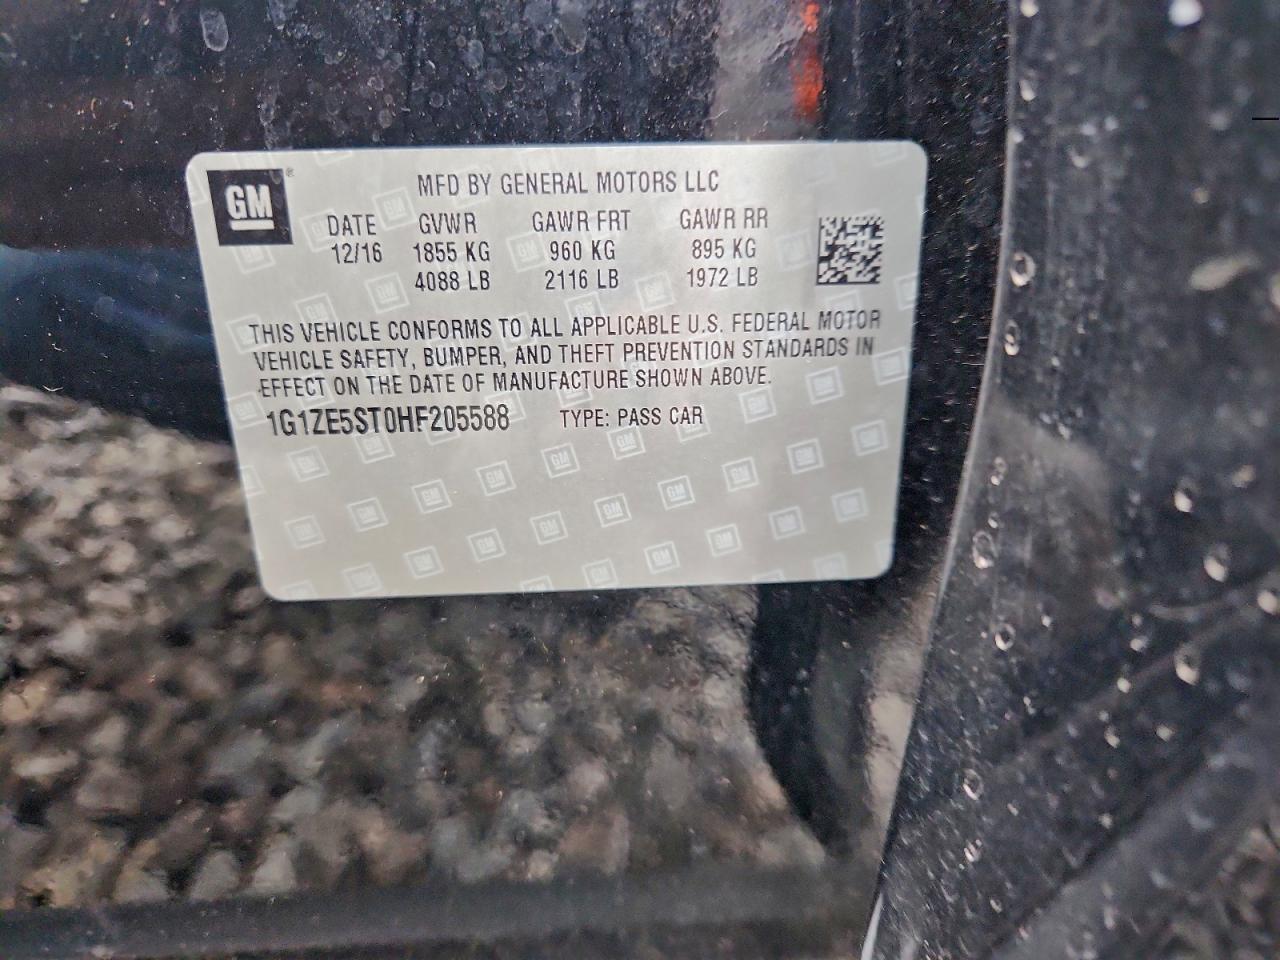 GM
MFD BY GENERAL MOTORS LLC
DATE GVWR GAWR FRT GAWR RR
12/16 1855 KG 960 KG 895 KG
4088 LB 2116 LB 1972 LB
THIS VEHICLE CONFORMS TO ALL APPLICABLE U.S. FEDERAL MOTOR
VEHICLE SAFETY, BUMPER, AND THEFT PREVENTION STANDARDS IN
EFFECT ON THE DATE OF MANUFACTURE SHOWN ABOVE.
1G1ZE5ST0HF205588 TYPE: PASS CAR